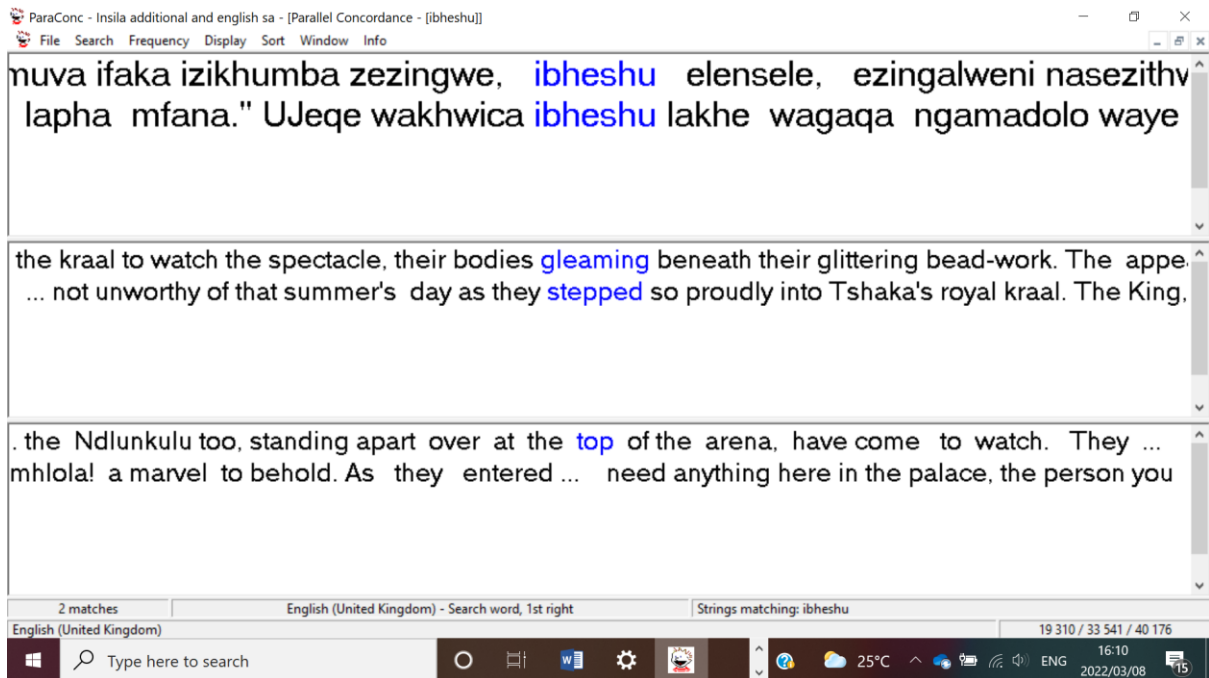 ParaConc - Insila additional and english sa - [Parallel Concordance - [ibheshu]]
File Search Frequency Display Sort Window Info
muva ifaka izikhumba zezingwe, ibheshu elensele, ezingalweni nasezithw
lapha mfana." UJeqe wakhwica ibheshu lakhe wagaqa ngamadolo waye
the kraal to watch the spectacle, their bodies gleaming beneath their glittering bead-work. The appe
... not unworthy of that summer's day as they stepped so proudly into Tshaka's royal kraal. The King,
. the Ndlunkulu too, standing apart over at the top of the arena, have come to watch. They ...
mhlola! a marvel to behold. As they entered ... need anything here in the palace, the person you
2 matches English (United Kingdom) - Search word, 1st right Strings matching: ibheshu
English (United Kingdom) 19 310 / 33 541 / 40 176
Type here to search 25°C ENG 16:10
2022/03/08 15